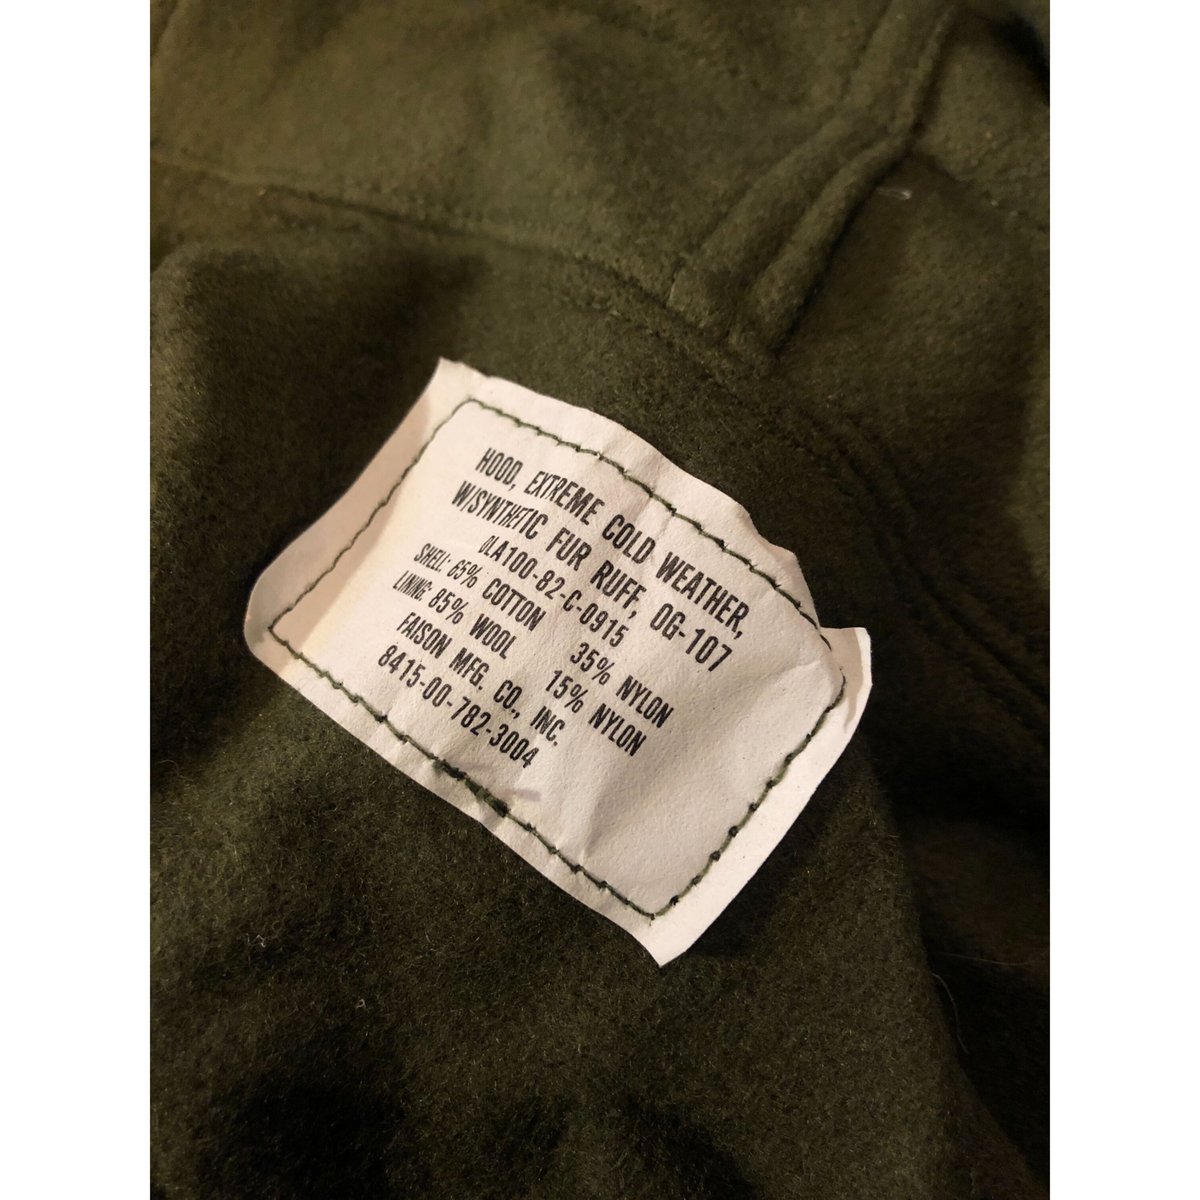 HOOD, EXTREME COLD WEATHER,
W/SYNTHETIC FUR RUFF, OG-107
DLA100-82-C-0915
SHELL: 65% COTTON 35% NYLON
LINING: 85% WOOL 15% NYLON
FAISON MFG. CO., INC.
8415-00-782-3004